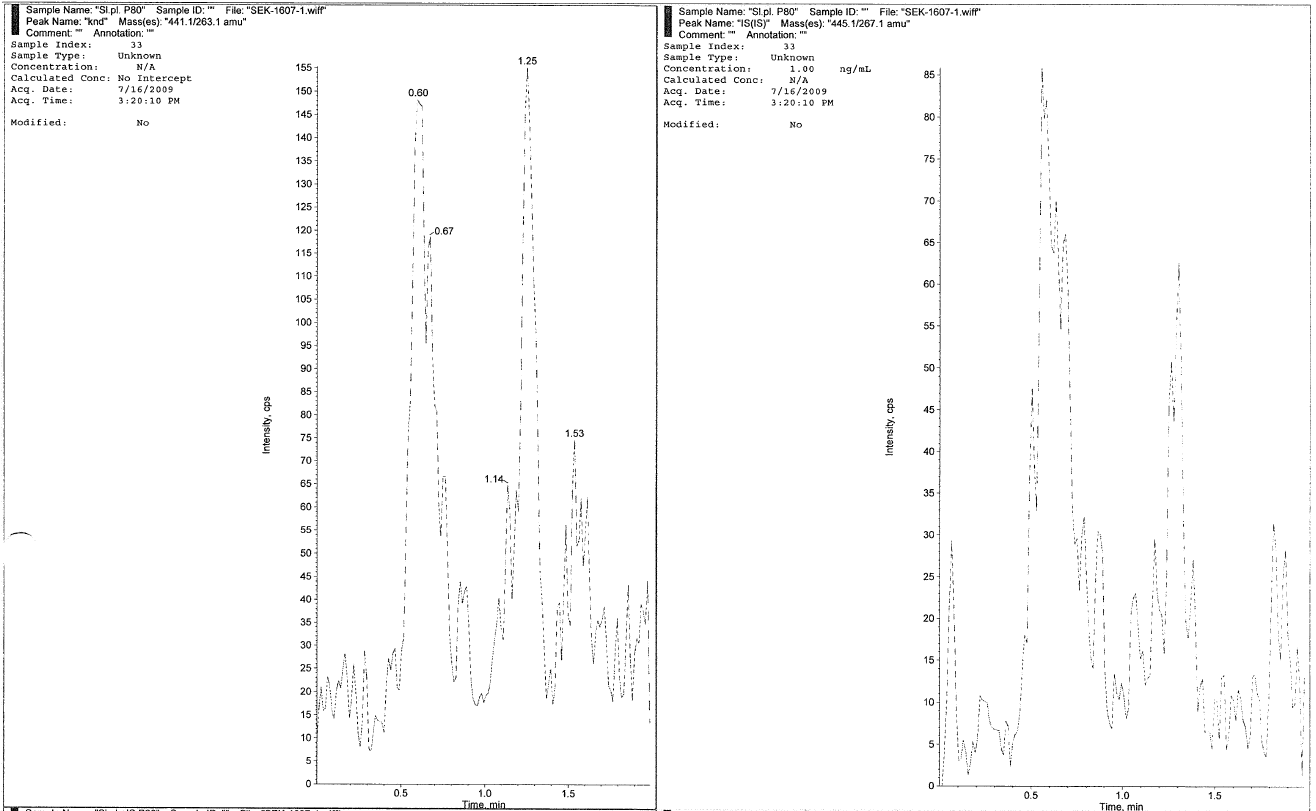 Sample Name: "Sl.pl. P80" Sample ID: "" File: "SEK-1607-1.wiff"
Peak Name: "knd" Mass(es): "441.1/263.1 amu"
Comment: "" Annotation: ""
Sample Index: 33
Sample Type: Unknown
Concentration: N/A
Calculated Conc: No Intercept
Acq. Date: 7/16/2009
Acq. Time: 3:20:10 PM
Modified: No
155
150
145
140
135
130
125
120
115
110
105
100
95
90
85
80
75
70
65
60
55
50
45
40
35
30
25
20
15
10
5
0
Intensity, cps
0.60
0.67
1.14
1.25
1.53
0.5 1.0 1.5
Time, min
Sample Name: "Sl.pl. P80" Sample ID: "" File: "SEK-1607-1.wiff"
Peak Name: "IS(IS)" Mass(es): "445.1/267.1 amu"
Comment: "" Annotation: ""
Sample Index: 33
Sample Type: Unknown
Concentration: 1.00 ng/mL
Calculated Conc: N/A
Acq. Date: 7/16/2009
Acq. Time: 3:20:10 PM
Modified: No
85
80
75
70
65
60
55
50
45
40
35
30
25
20
15
10
5
0
Intensity, cps
0.5 1.0 1.5
Time, min